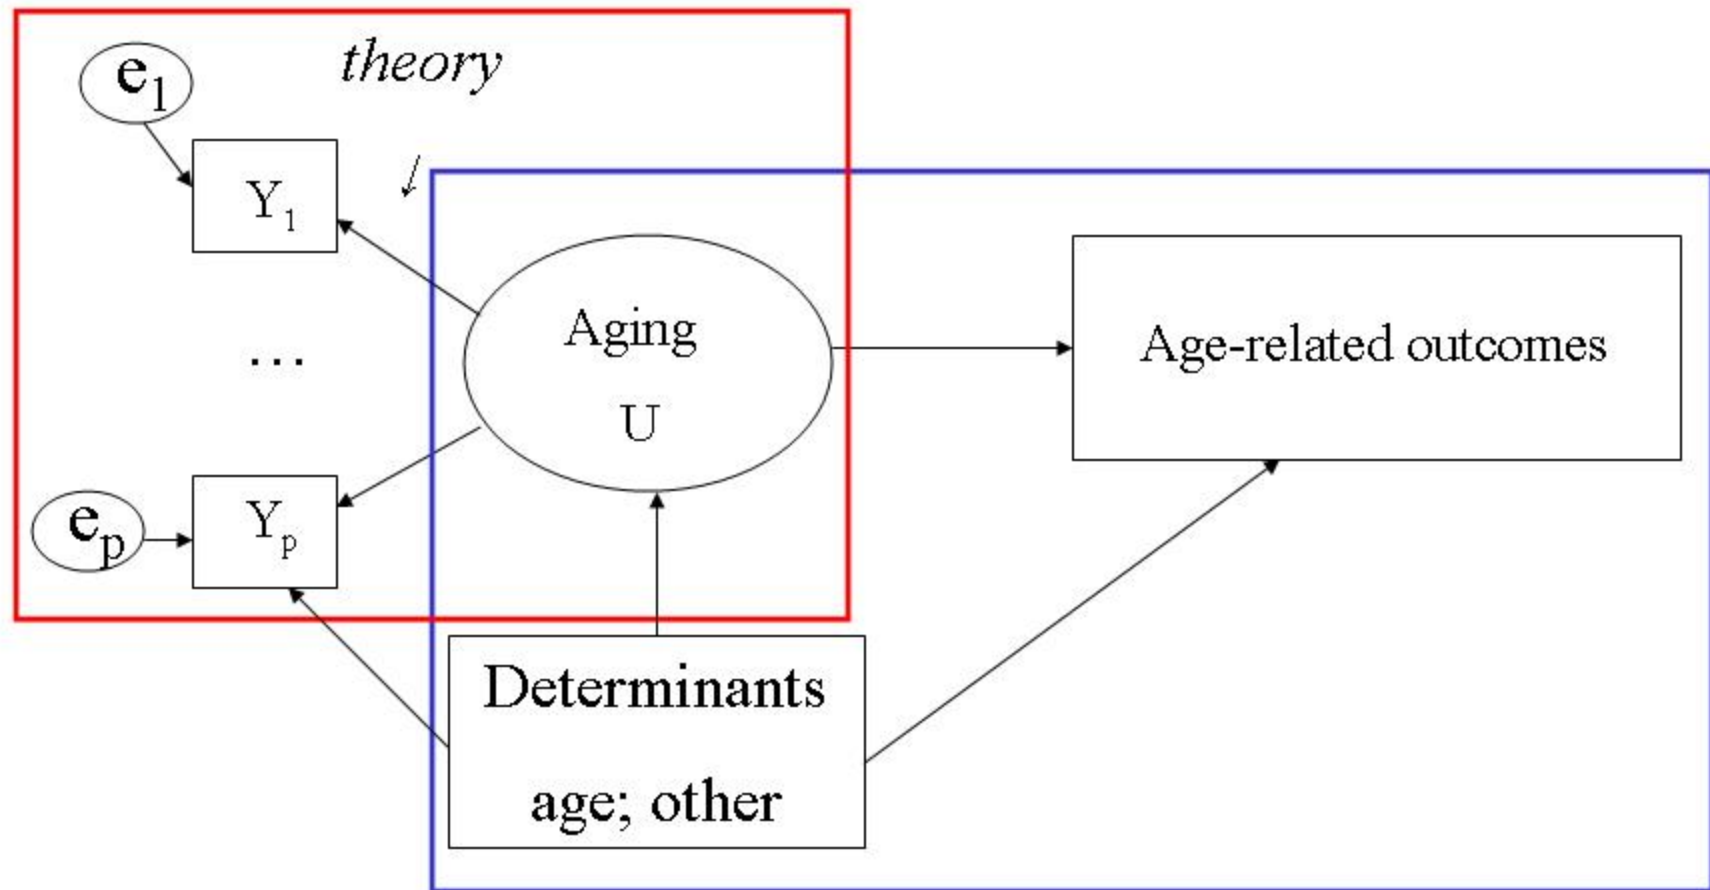 theory
e₁
Y₁
...
Aging
U
Age-related outcomes
Yₚ
eₚ
Determinants
age; other